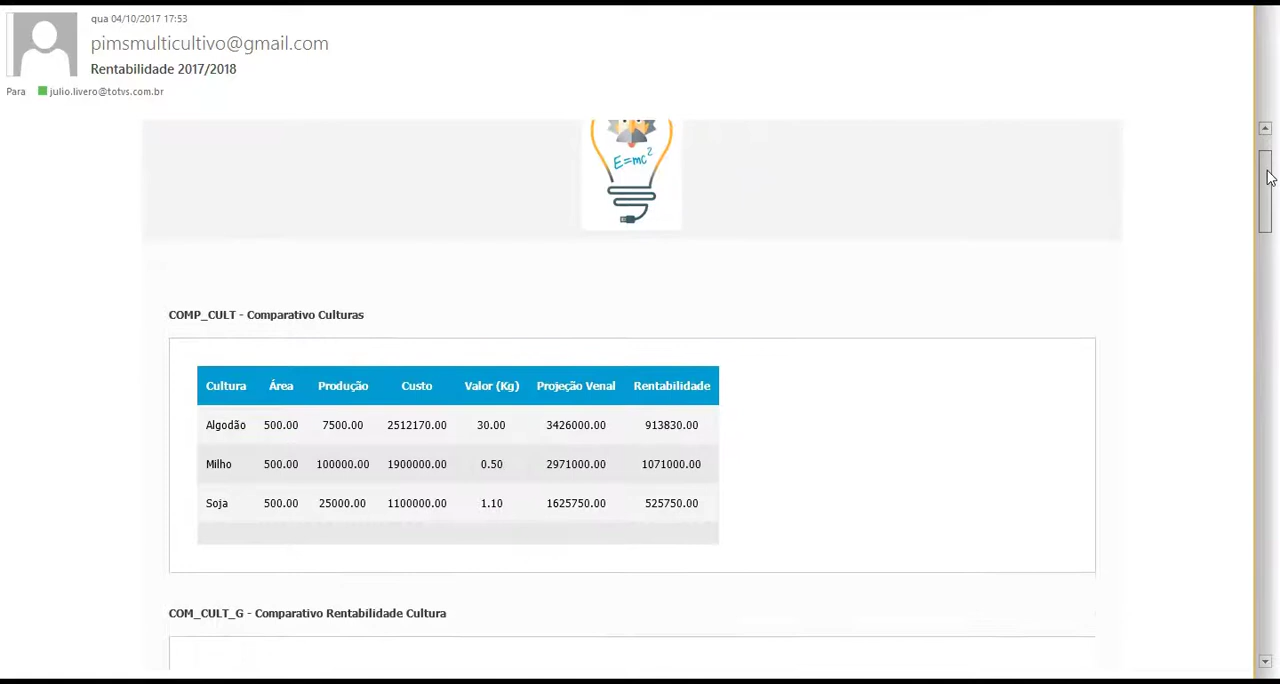 qua 04/10/2017 17:53
pimsmulticultivo@gmail.com
Rentabilidade 2017/2018
Para julio.livero@totvs.com.br
E=mc²
COMP_CULT - Comparativo Culturas
Cultura Área Produção Custo Valor (Kg) Projeção Venal Rentabilidade
Algodão 500.00 7500.00 2512170.00 30.00 3426000.00 913830.00
Milho 500.00 100000.00 1900000.00 0.50 2971000.00 1071000.00
Soja 500.00 25000.00 1100000.00 1.10 1625750.00 525750.00
COM_CULT_G - Comparativo Rentabilidade Cultura